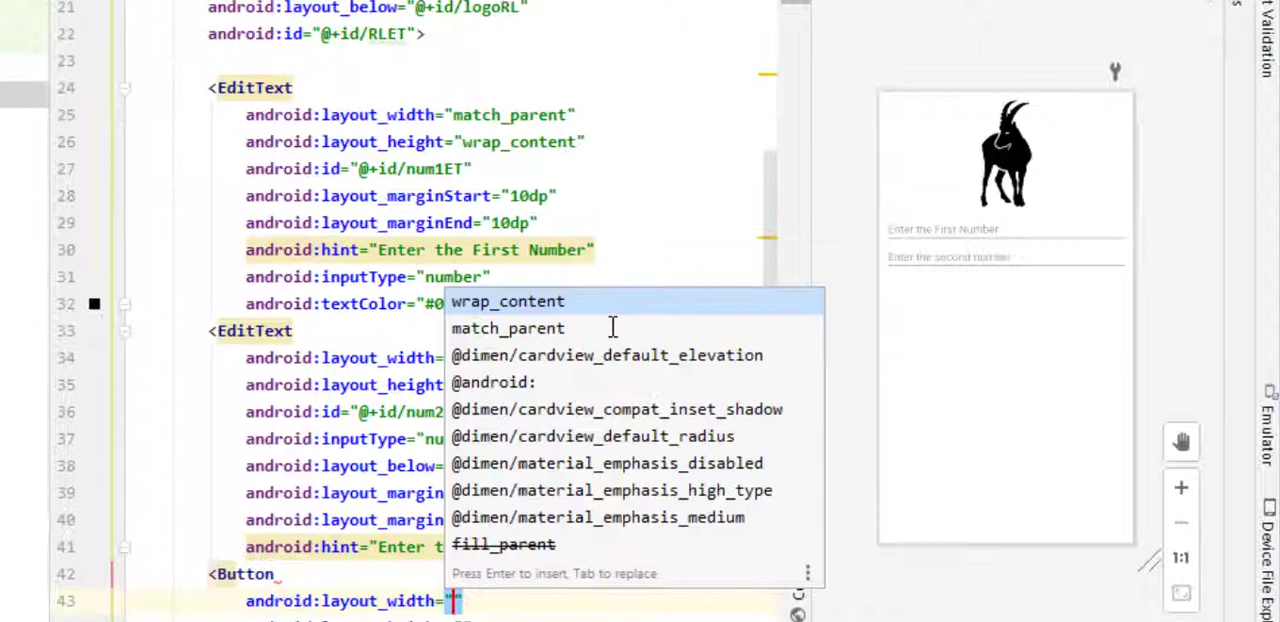 21 android:layout_below="@+id/logoRL"
22 android:id="@+id/RLET">
23
24 <EditText
25 android:layout_width="match_parent"
26 android:layout_height="wrap_content"
27 android:id="@+id/num1ET"
28 android:layout_marginStart="10dp"
29 android:layout_marginEnd="10dp"
30 android:hint="Enter the First Number"
31 android:inputType="number"
32 android:textColor="#0
33 <EditText
34 android:layout_width=
35 android:layout_height
36 android:id="@+id/num2
37 android:inputType="nu
38 android:layout_below=
39 android:layout_margin
40 android:layout_margin
41 android:hint="Enter t
42 <Button
43 android:layout_width=""
wrap_content
match_parent
@dimen/cardview_default_elevation
@android:
@dimen/cardview_compat_inset_shadow
@dimen/cardview_default_radius
@dimen/material_emphasis_disabled
@dimen/material_emphasis_high_type
@dimen/material_emphasis_medium
fill_parent
Press Enter to insert, Tab to replace
Enter the First Number
Enter the second number
1:1
t Validation
Emulator
Device File Expl